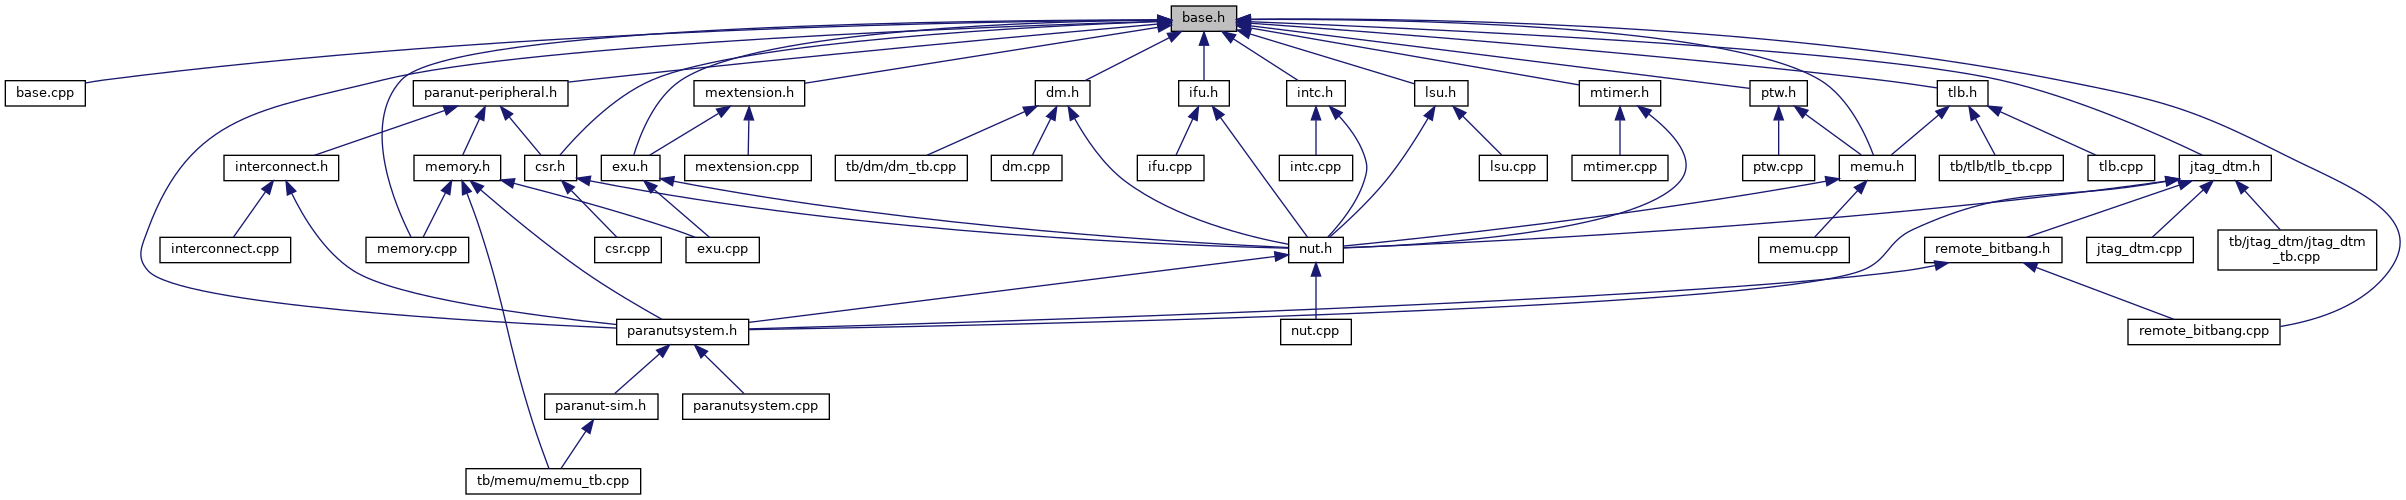 base.h
base.cpp
paranut-peripheral.h
mextension.h
dm.h
ifu.h
intc.h
lsu.h
mtimer.h
ptw.h
tlb.h
interconnect.h
memory.h
csr.h
exu.h
mextension.cpp
tb/dm/dm_tb.cpp
dm.cpp
ifu.cpp
intc.cpp
lsu.cpp
mtimer.cpp
ptw.cpp
memu.h
tb/tlb/tlb_tb.cpp
tlb.cpp
jtag_dtm.h
interconnect.cpp
memory.cpp
csr.cpp
exu.cpp
nut.h
memu.cpp
remote_bitbang.h
jtag_dtm.cpp
tb/jtag_dtm/jtag_dtm
_tb.cpp
paranutsystem.h
nut.cpp
remote_bitbang.cpp
paranut-sim.h
paranutsystem.cpp
tb/memu/memu_tb.cpp